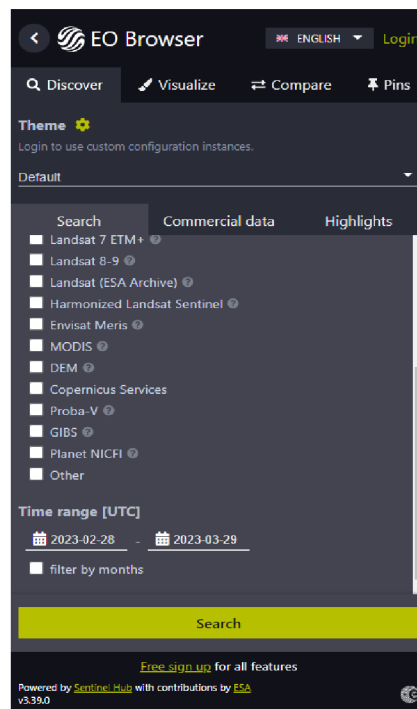 EO Browser ENGLISH Login
Discover Visualize Compare Pins
Theme
Login to use custom configuration instances.
Default
Search Commercial data Highlights
Landsat 7 ETM+
Landsat 8-9
Landsat (ESA Archive)
Harmonized Landsat Sentinel
Envisat Meris
MODIS
DEM
Copernicus Services
Proba-V
GIBS
Planet NICFI
Other
Time range [UTC]
2023-02-28 - 2023-03-29
filter by months
Search
Free sign up for all features
Powered by Sentinel Hub with contributions by ESA
v3.39.0